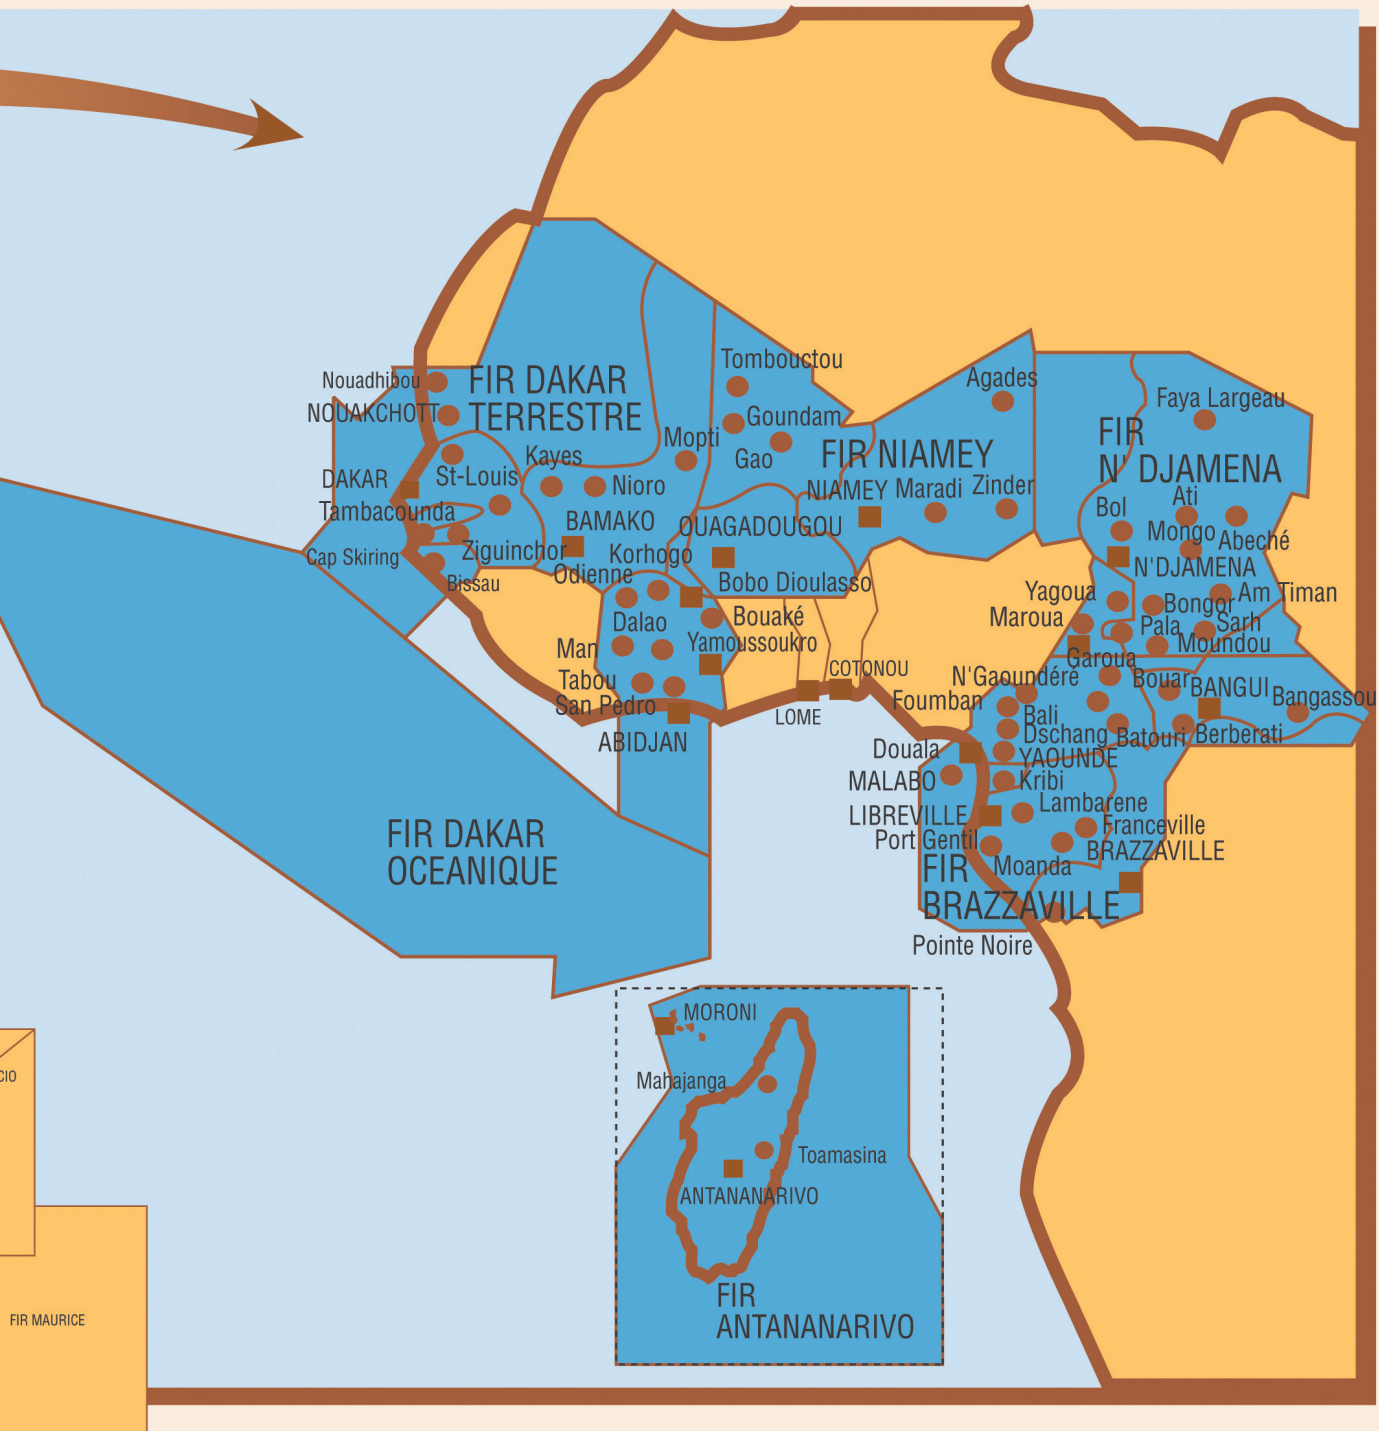 Tombouctou
Agades
Nouadhibou
FIR DAKAR
TERRESTRE
Faya Largeau
NOUAKCHOTT
Goundam
FIR
N' DJAMENA
Mopti
Gao
FIR NIAMEY
Kayes
DAKAR
St-Louis
Nioro
NIAMEY
Maradi
Zinder
Ati
Bol
Tambacounda
BAMAKO
OUAGADOUGOU
Mongo
Abeché
Cap Skiring
Ziguinchor
Korhogo
N'DJAMENA
Odienne
Bissau
Bobo Dioulasso
Yagoua
Am Timan
Bongor
Maroua
Dalao
Bouaké
Pala
Sarh
Man
Yamoussoukro
Moundou
Garoua
Tabou
COTONOU
N'Gaoundéré
Bouar
BANGUI
Bangassou
San Pedro
LOME
Foumban
Bali
ABIDJAN
Dschang
Batouri
Berberati
Douala
YAOUNDE
MALABO
Kribi
Lambarene
LIBREVILLE
Franceville
Port Gentil
BRAZZAVILLE
Moanda
FIR DAKAR
OCEANIQUE
FIR
BRAZZAVILLE
Pointe Noire
MORONI
Mahajanga
CIO
Toamasina
ANTANANARIVO
FIR
ANTANANARIVO
FIR MAURICE